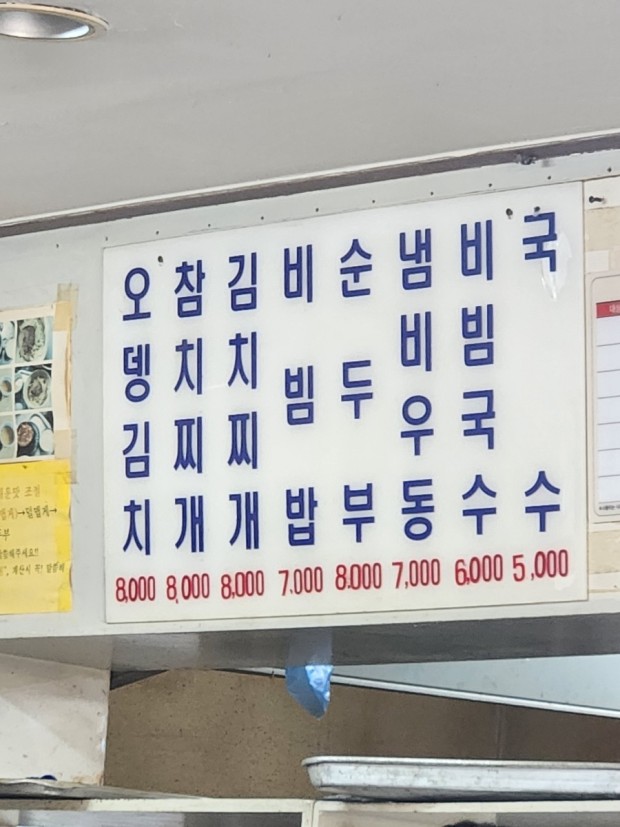 오뎅김치 8,000
참치찌개 8,000
김치찌개 8,000
비빔밥 7,000
순두부 8,000
냄비우동 7,000
비빔국수 6,000
국수 5,000